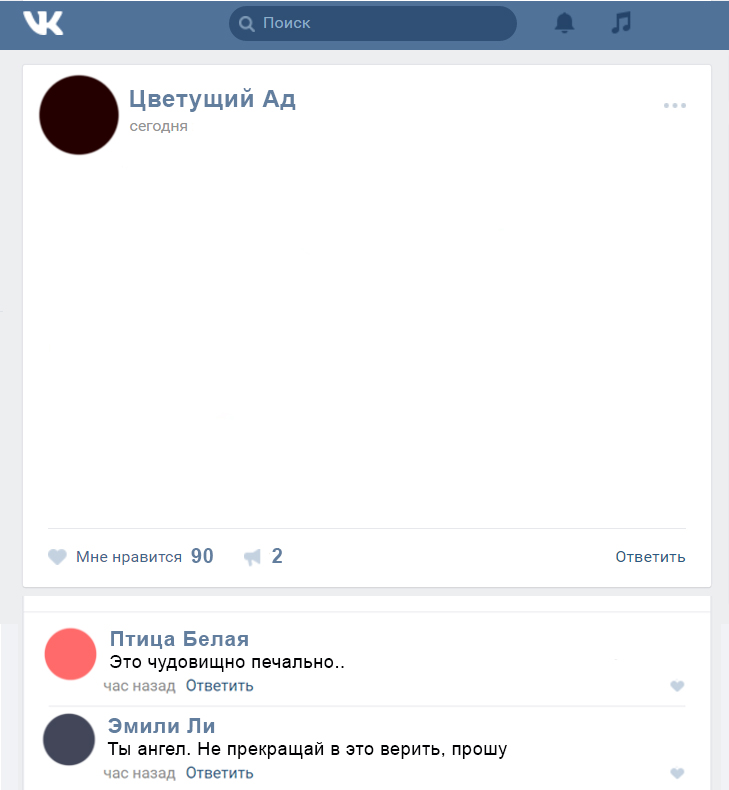 VK
Поиск
Цветущий Ад
сегодня
Мне нравится 90 2 Ответить
Птица Белая
Это чудовищно печально..
час назад Ответить
Эмили Ли
Ты ангел. Не прекращай в это верить, прошу
час назад Ответить